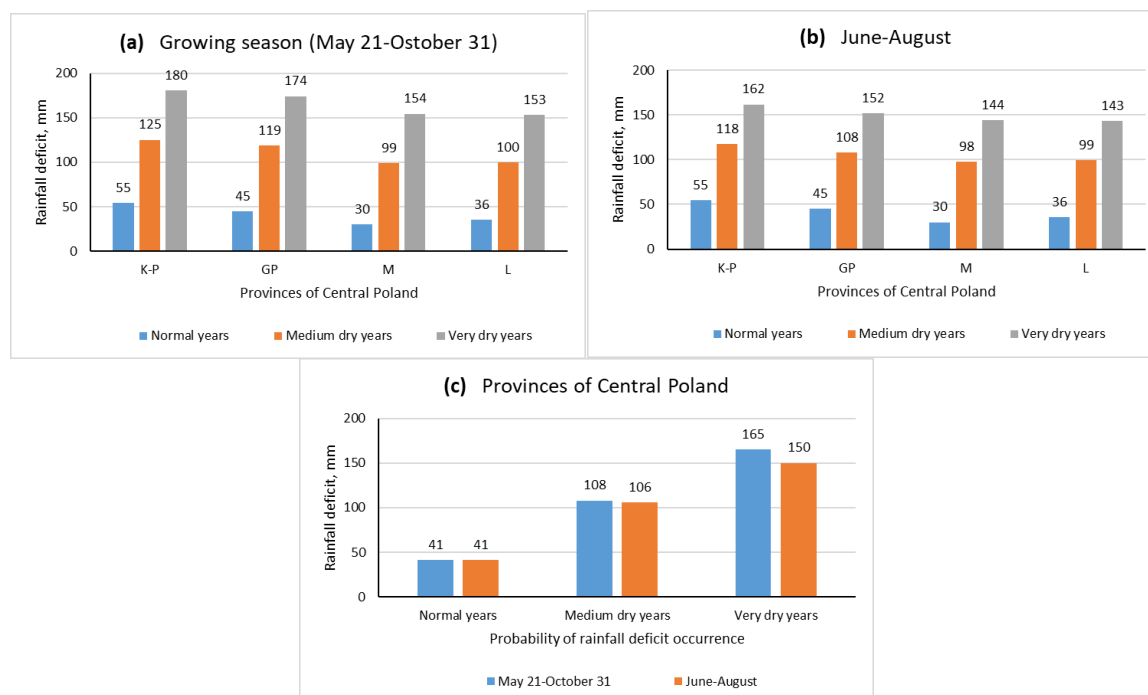 (a) Growing season (May 21-Ostober 31)
Rainfall deficit, mm
200
150
100
50
0
55 125 180
45 119 174
30 99 154
36 100 153
K-P GP M L
Provinces of Central Poland
Normal years Medium dry years Very dry years
(b) June-August
Rainfall deficit, mm
200
150
100
50
0
55 118 162
45 108 152
30 98 144
36 99 143
K-P GP M L
Provinces of Central Poland
Normal years Medium dry years Very dry years
(c) Provinces of Central Poland
Rainfall deficit, mm
200
150
100
50
0
41 41
108 106
165 150
Normal years Medium dry years Very dry years
Probability of rainfall deficit occurrence
May 21-October 31 June-August